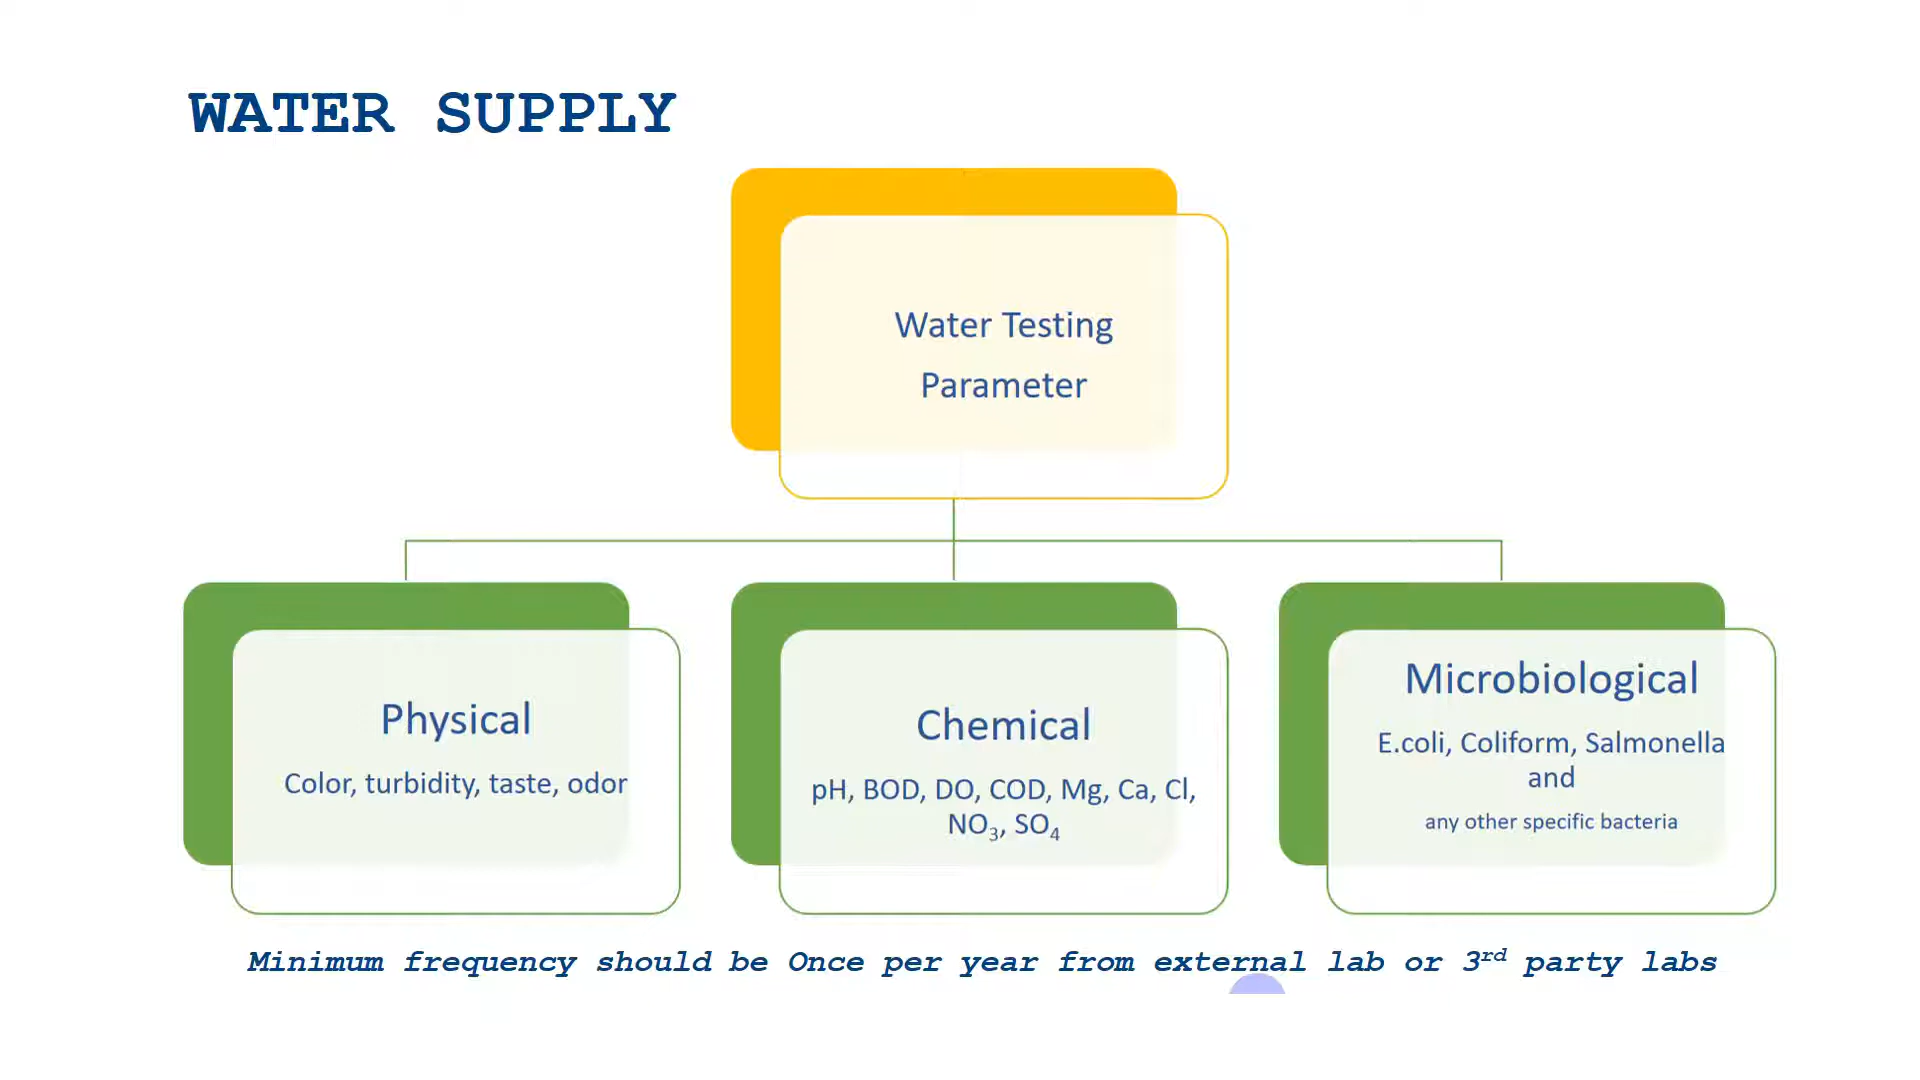 WATER SUPPLY
Water Testing
Parameter
Physical
Color, turbidity, taste, odor
Chemical
pH, BOD, DO, COD, Mg, Ca, Cl,
NO₃, SO₄
Microbiological
E.coli, Coliform, Salmonella
and
any other specific bacteria
Minimum frequency should be Once per year from external lab or 3rd party labs